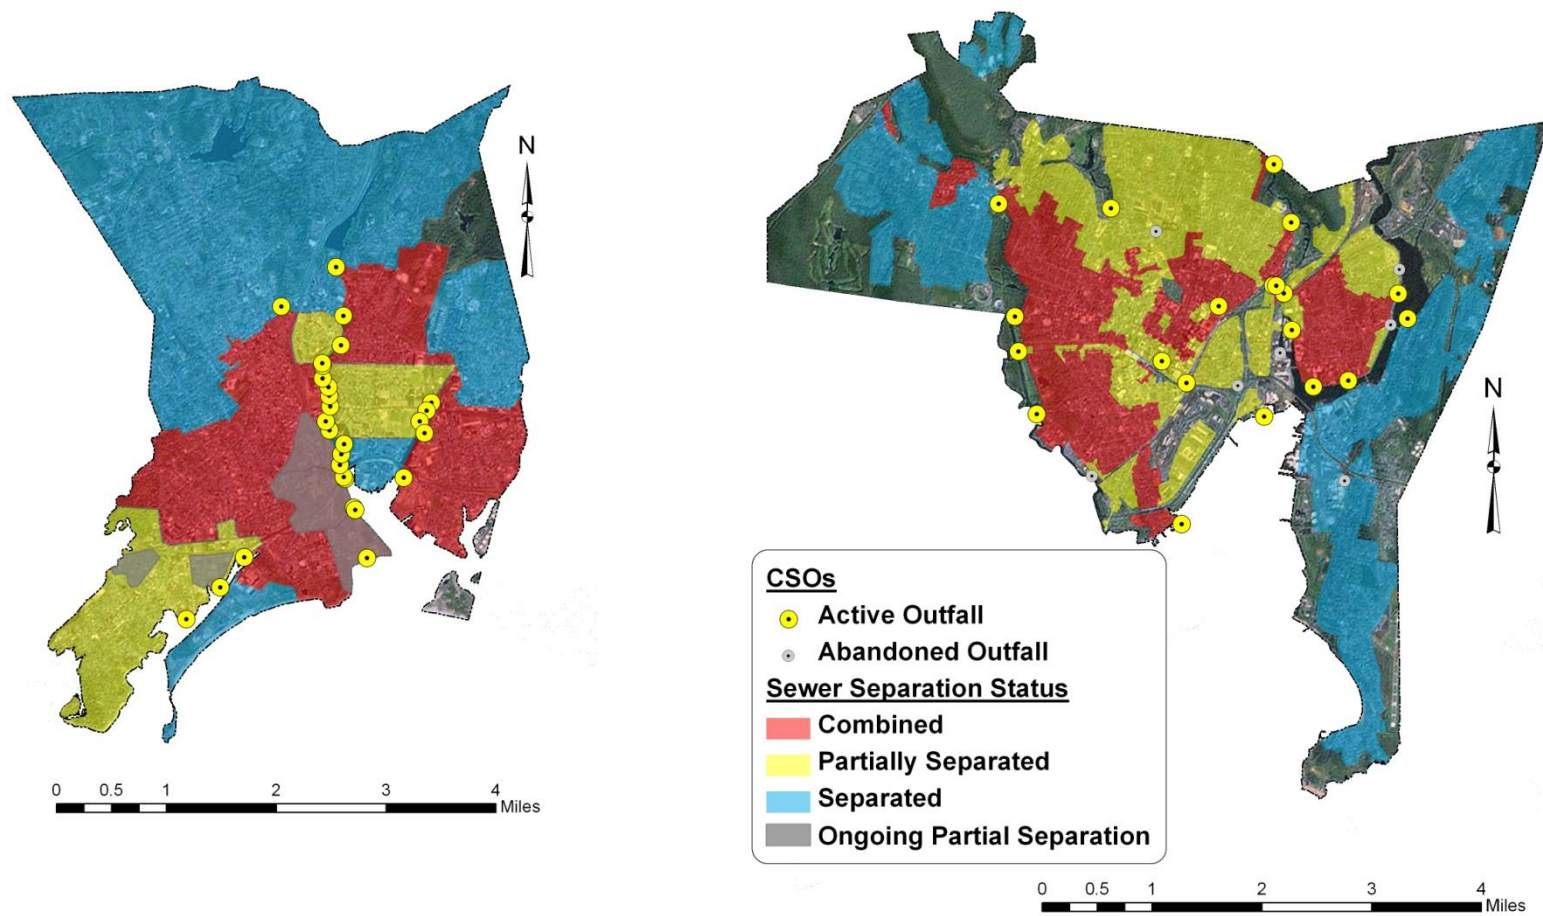 N
0 0.5 1 2 3 4
Miles
N
CSOs
Active Outfall
Abandoned Outfall
Sewer Separation Status
Combined
Partially Separated
Separated
Ongoing Partial Separation
0 0.5 1 2 3 4
Miles